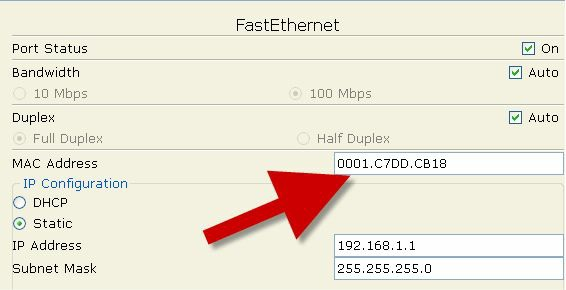 FastEthernet
Port Status On
Bandwidth Auto
10 Mbps 100 Mbps
Duplex Auto
Full Duplex Half Duplex
MAC Address 0001.C7DD.CB18
IP Configuration
DHCP
Static
IP Address 192.168.1.1
Subnet Mask 255.255.255.0